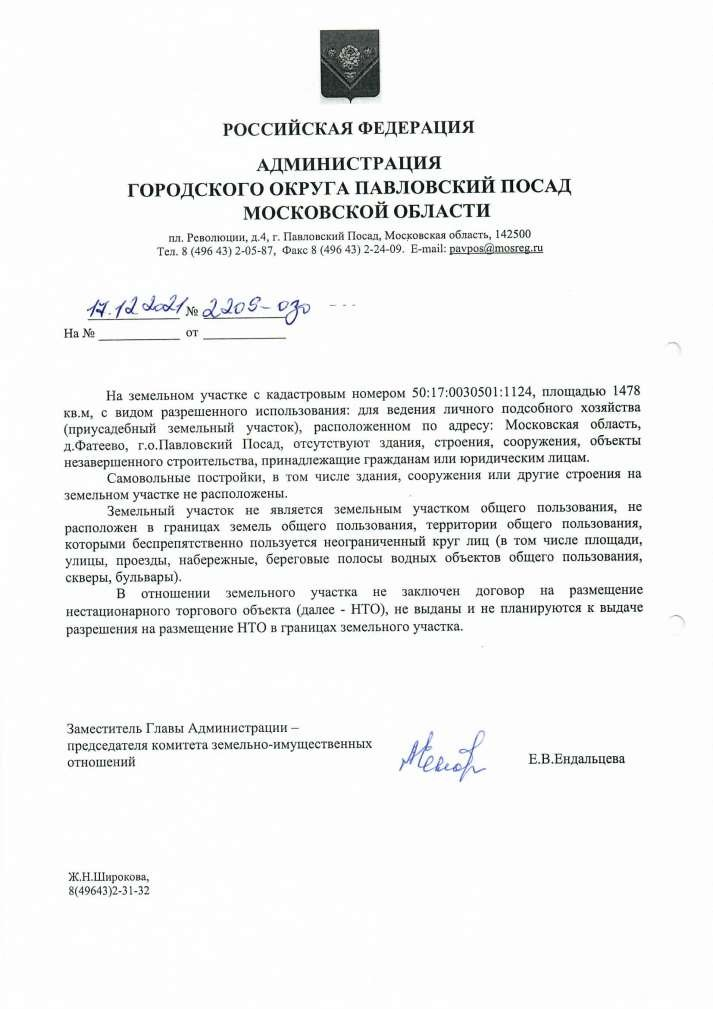 РОССИЙСКАЯ ФЕДЕРАЦИЯ
АДМИНИСТРАЦИЯ
ГОРОДСКОГО ОКРУГА ПАВЛОВСКИЙ ПОСАД
МОСКОВСКОЙ ОБЛАСТИ
пл. Революции, д.4, г. Павловский Посад, Московская область, 142500
Тел. 8 (496 43) 2-05-87, Факс 8 (496 43) 2-24-09. E-mail: pavpos@mosreg.ru
17.12.2021 № 2205-озо
На № ____________ от ____________
На земельном участке с кадастровым номером 50:17:0030501:1124, площадью 1478
кв.м, с видом разрешенного использования: для ведения личного подсобного хозяйства
(приусадебный земельный участок), расположенном по адресу: Московская область,
д.Фатеево, г.о.Павловский Посад, отсутствуют здания, строения, сооружения, объекты
незавершенного строительства, принадлежащие гражданам или юридическим лицам.
Самовольные постройки, в том числе здания, сооружения или другие строения на
земельном участке не расположены.
Земельный участок не является земельным участком общего пользования, не
расположен в границах земель общего пользования, территории общего пользования,
которыми беспрепятственно пользуется неограниченный круг лиц (в том числе площади,
улицы, проезды, набережные, береговые полосы водных объектов общего пользования,
скверы, бульвары).
В отношении земельного участка не заключен договор на размещение
нестационарного торгового объекта (далее - НТО), не выданы и не планируются к выдаче
разрешения на размещение НТО в границах земельного участка.
Заместитель Главы Администрации –
председателя комитета земельно-имущественных
отношений
Е.В.Ендальцева
Ж.Н.Широкова,
8(49643)2-31-32